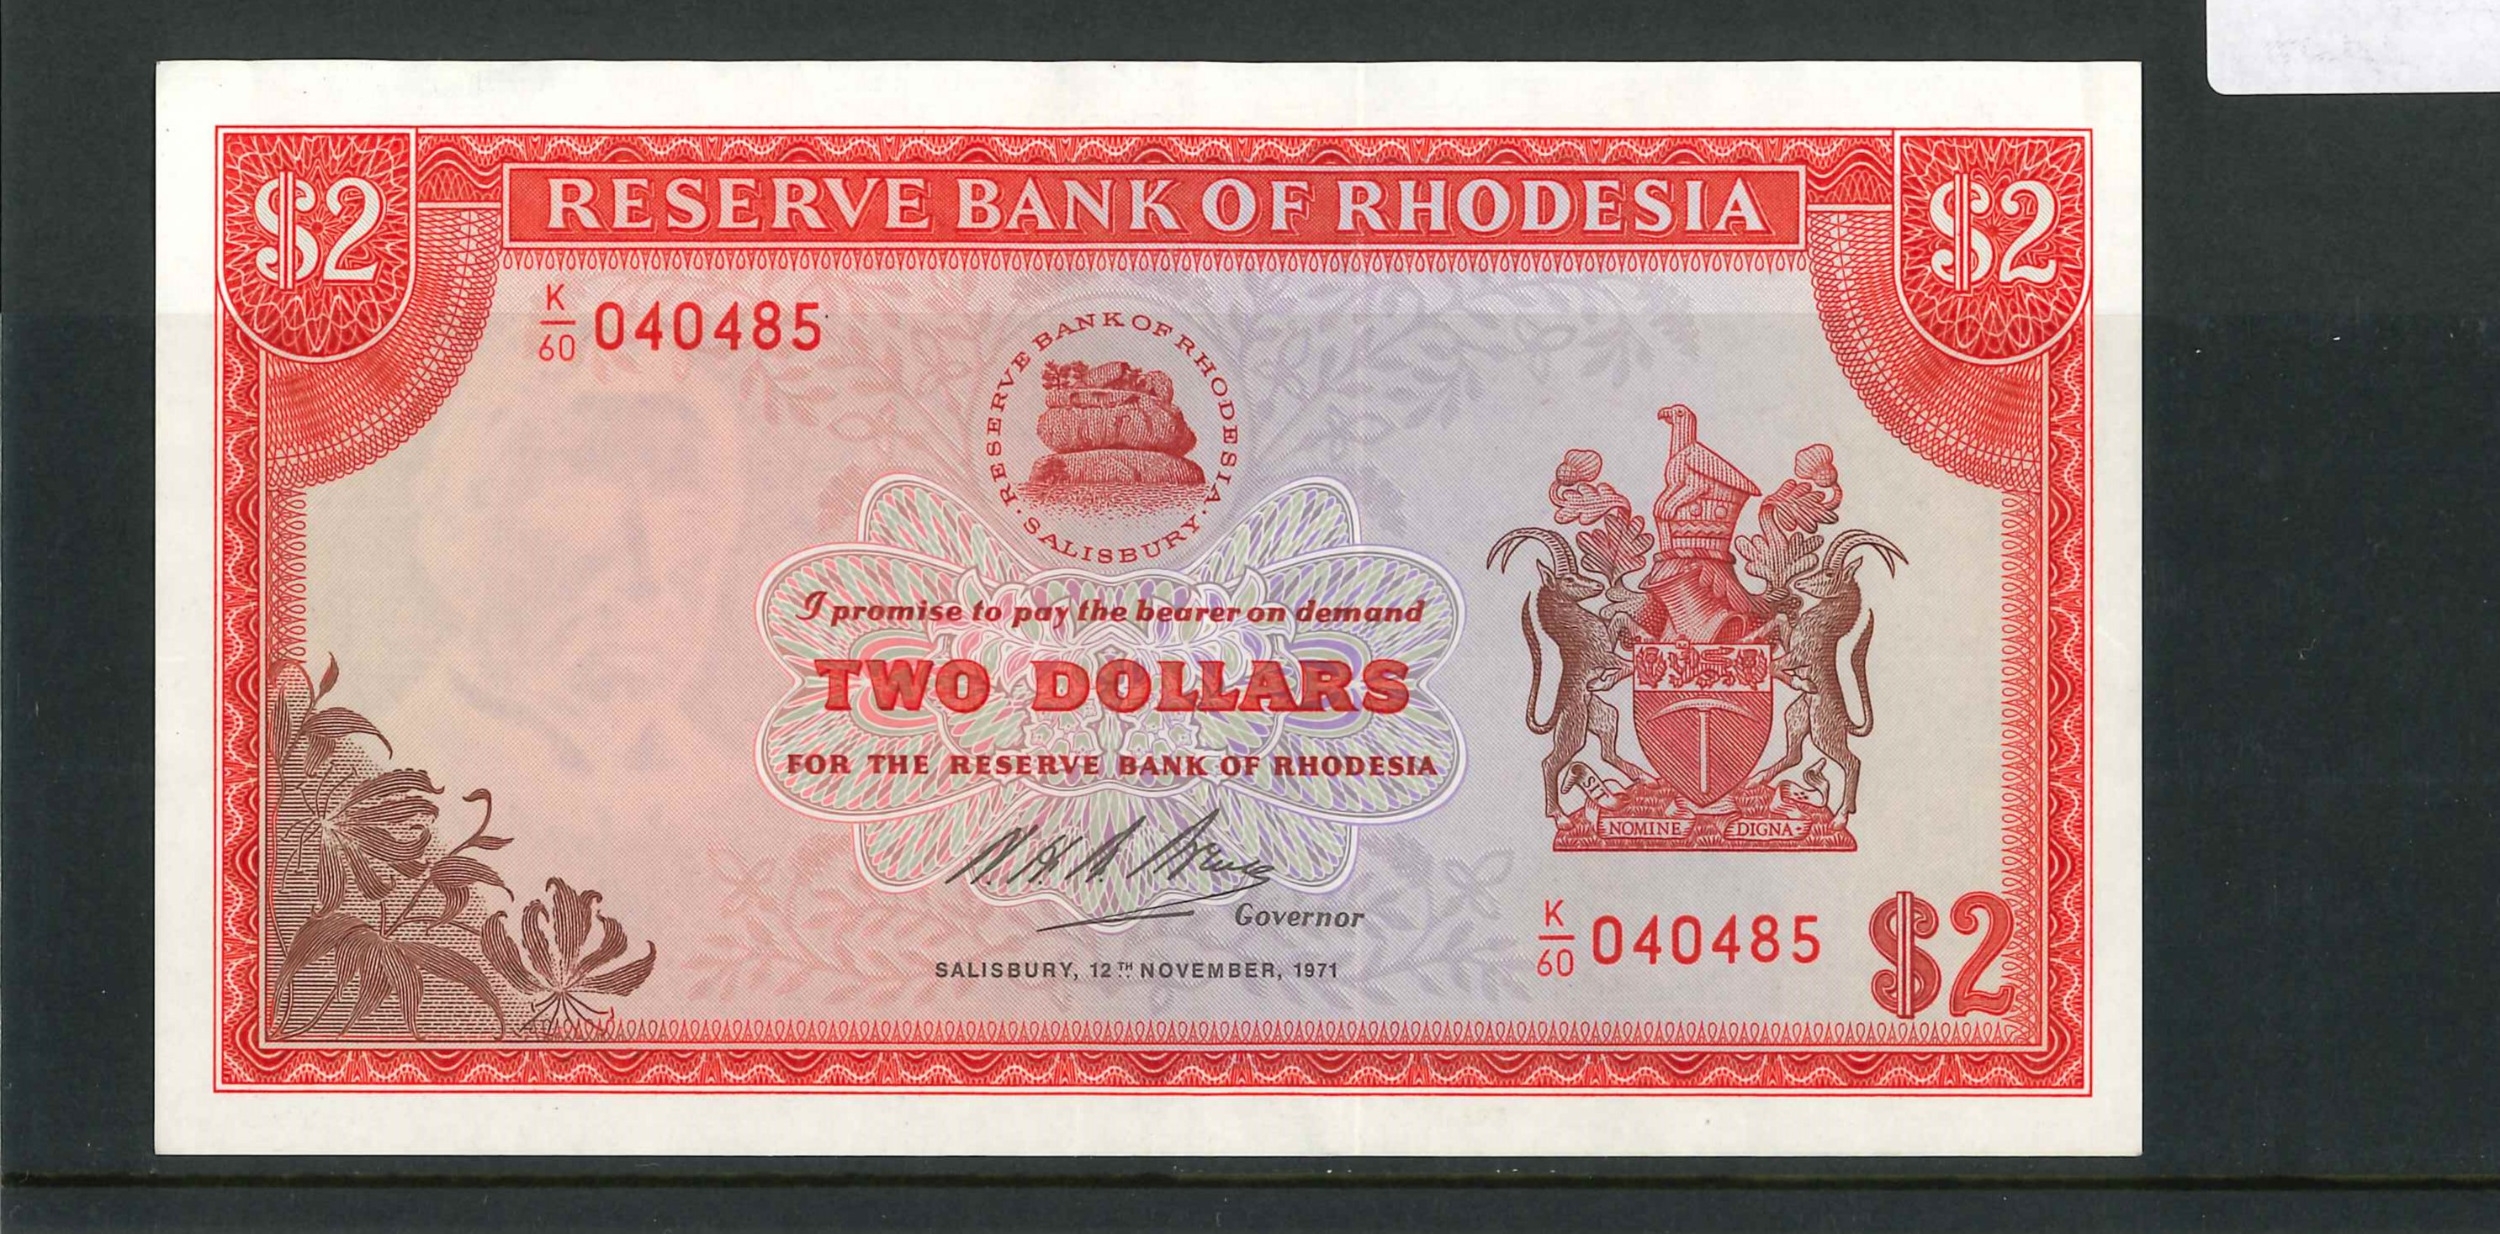 $2
RESERVE BANK OF RHODESIA
$2
K/60 040485
RESERVE BANK OF RHODESIA · SALISBURY ·
I promise to pay the bearer on demand
TWO DOLLARS
FOR THE RESERVE BANK OF RHODESIA
SIT
NOMINE DIGNA
Governor
SALISBURY, 12TH NOVEMBER, 1971
K/60 040485
$2